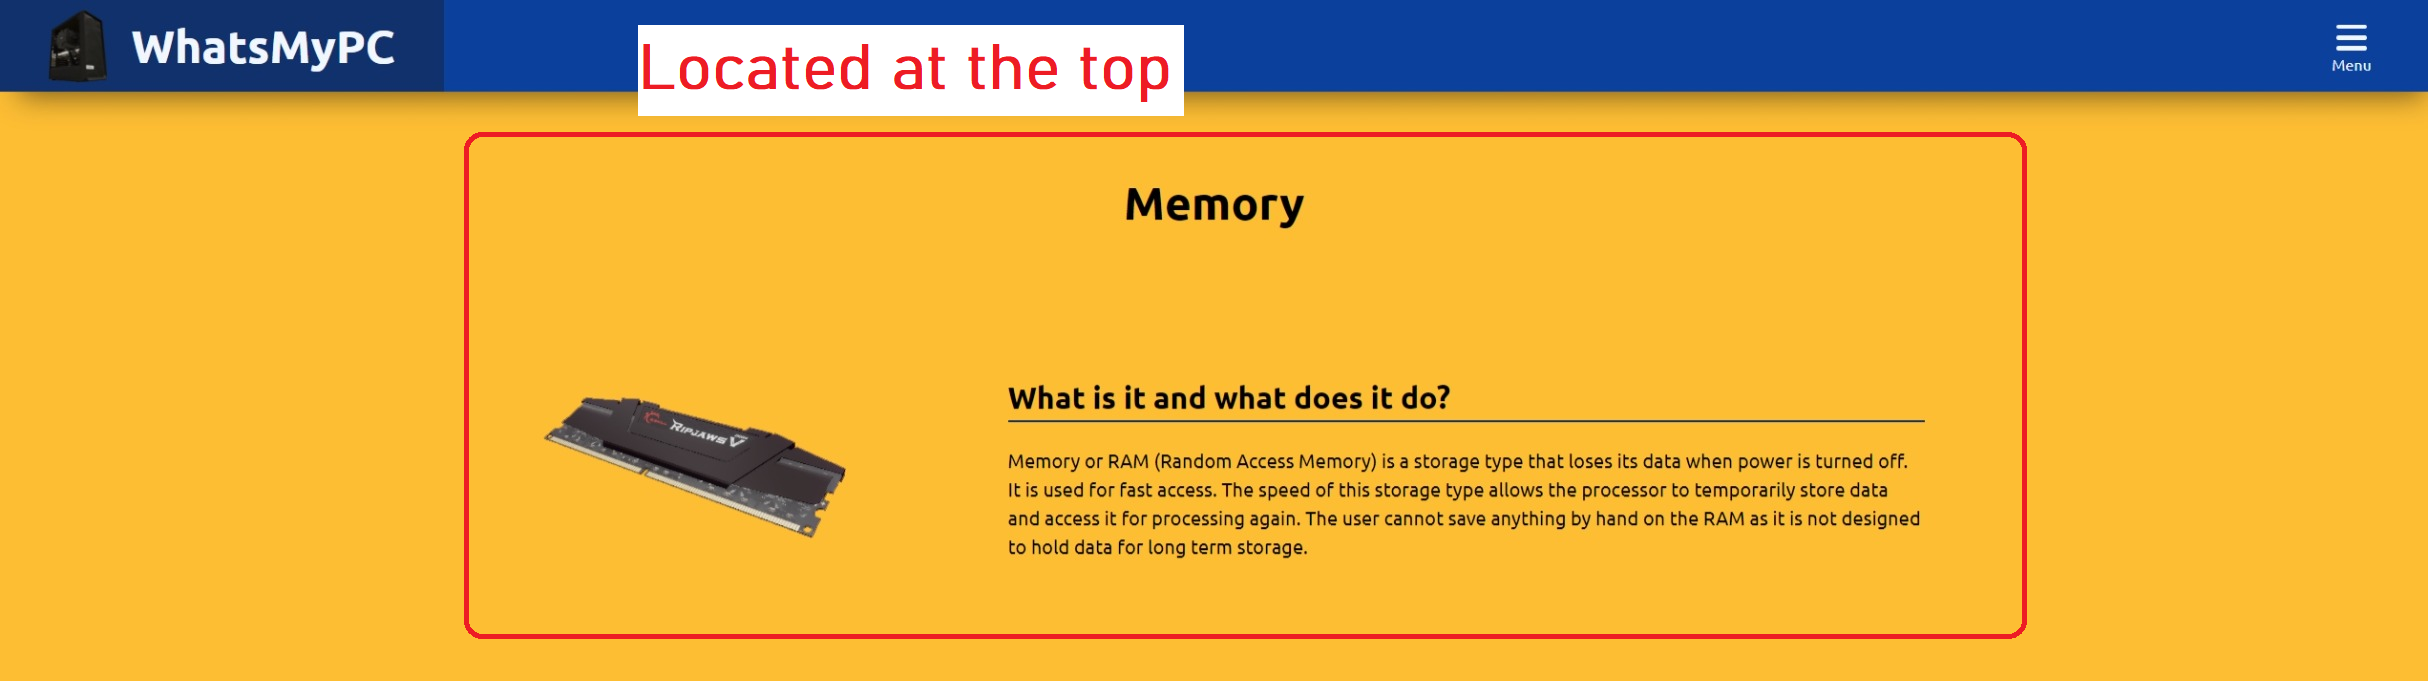 WhatsMyPC
Located at the top
Menu
Memory
RIPJAWS V
What is it and what does it do?
Memory or RAM (Random Access Memory) is a storage type that loses its data when power is turned off.
It is used for fast access. The speed of this storage type allows the processor to temporarily store data
and access it for processing again. The user cannot save anything by hand on the RAM as it is not designed
to hold data for long term storage.